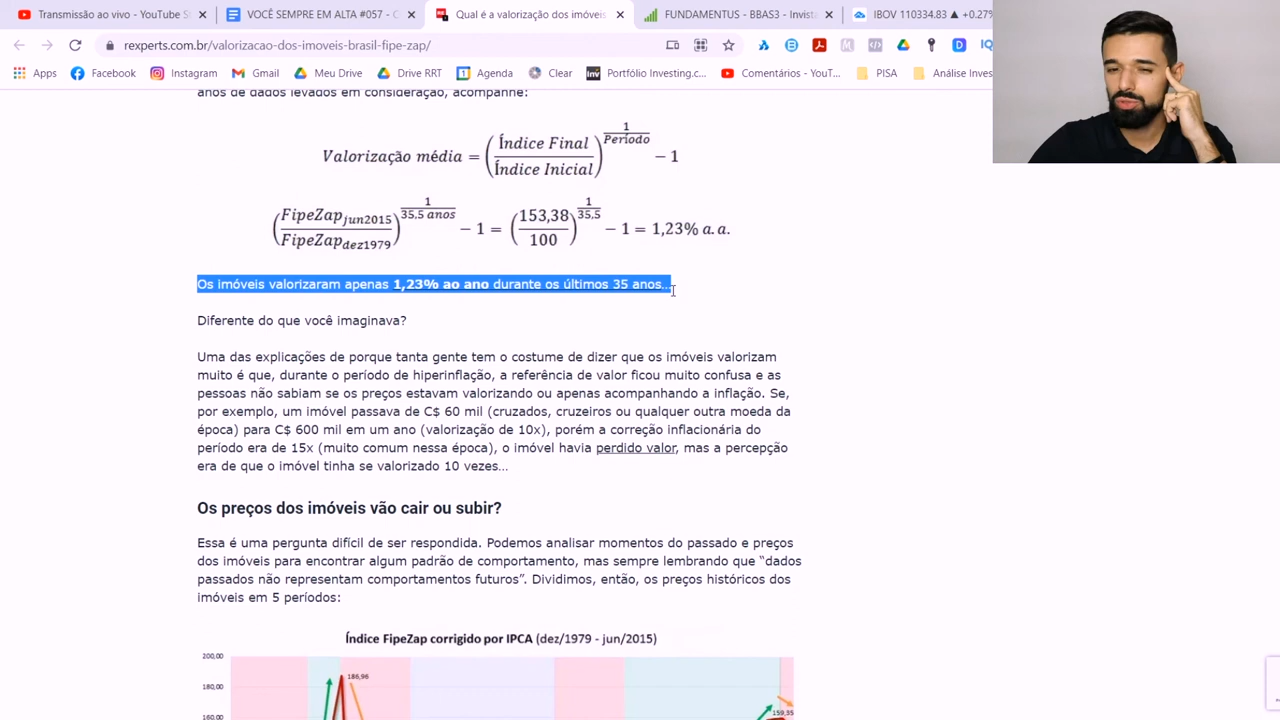 Transmissão ao vivo - YouTube S
VOCÊ SEMPRE EM ALTA #057 - 
Qual é a valorização dos imóveis
FUNDAMENTUS - BBAS3 - Invist
IBOV 110334.83 ▲ +0.27%
rexperts.com.br/valorizacao-dos-imoveis-brasil-fipe-zap/
Apps
Facebook
Instagram
Gmail
Meu Drive
Drive RRT
Agenda
Clear
Portfólio Investing.c...
Comentários - YouT...
PISA
Análise Inves
anos de dados levados em consideração, acompanhe:
Valorização média = (Índice Final / Índice Inicial)^(1/Período) − 1
(FipeZap jun2015 / FipeZap dez1979)^(1/35,5 anos) − 1 = (153,38 / 100)^(1/35,5) − 1 = 1,23% a.a.
Os imóveis valorizaram apenas 1,23% ao ano durante os últimos 35 anos...
Diferente do que você imaginava?
Uma das explicações de porque tanta gente tem o costume de dizer que os imóveis valorizam
muito é que, durante o período de hiperinflação, a referência de valor ficou muito confusa e as
pessoas não sabiam se os preços estavam valorizando ou apenas acompanhando a inflação. Se,
por exemplo, um imóvel passava de C$ 60 mil (cruzados, cruzeiros ou qualquer outra moeda da
época) para C$ 600 mil em um ano (valorização de 10x), porém a correção inflacionária do
período era de 15x (muito comum nessa época), o imóvel havia perdido valor, mas a percepção
era de que o imóvel tinha se valorizado 10 vezes...
Os preços dos imóveis vão cair ou subir?
Essa é uma pergunta difícil de ser respondida. Podemos analisar momentos do passado e preços
dos imóveis para encontrar algum padrão de comportamento, mas sempre lembrando que “dados
passados não representam comportamentos futuros”. Dividimos, então, os preços históricos dos
imóveis em 5 períodos:
Índice FipeZap corrigido por IPCA (dez/1979 - jun/2015)
200,00
186,96
180,00
159,35
160,00